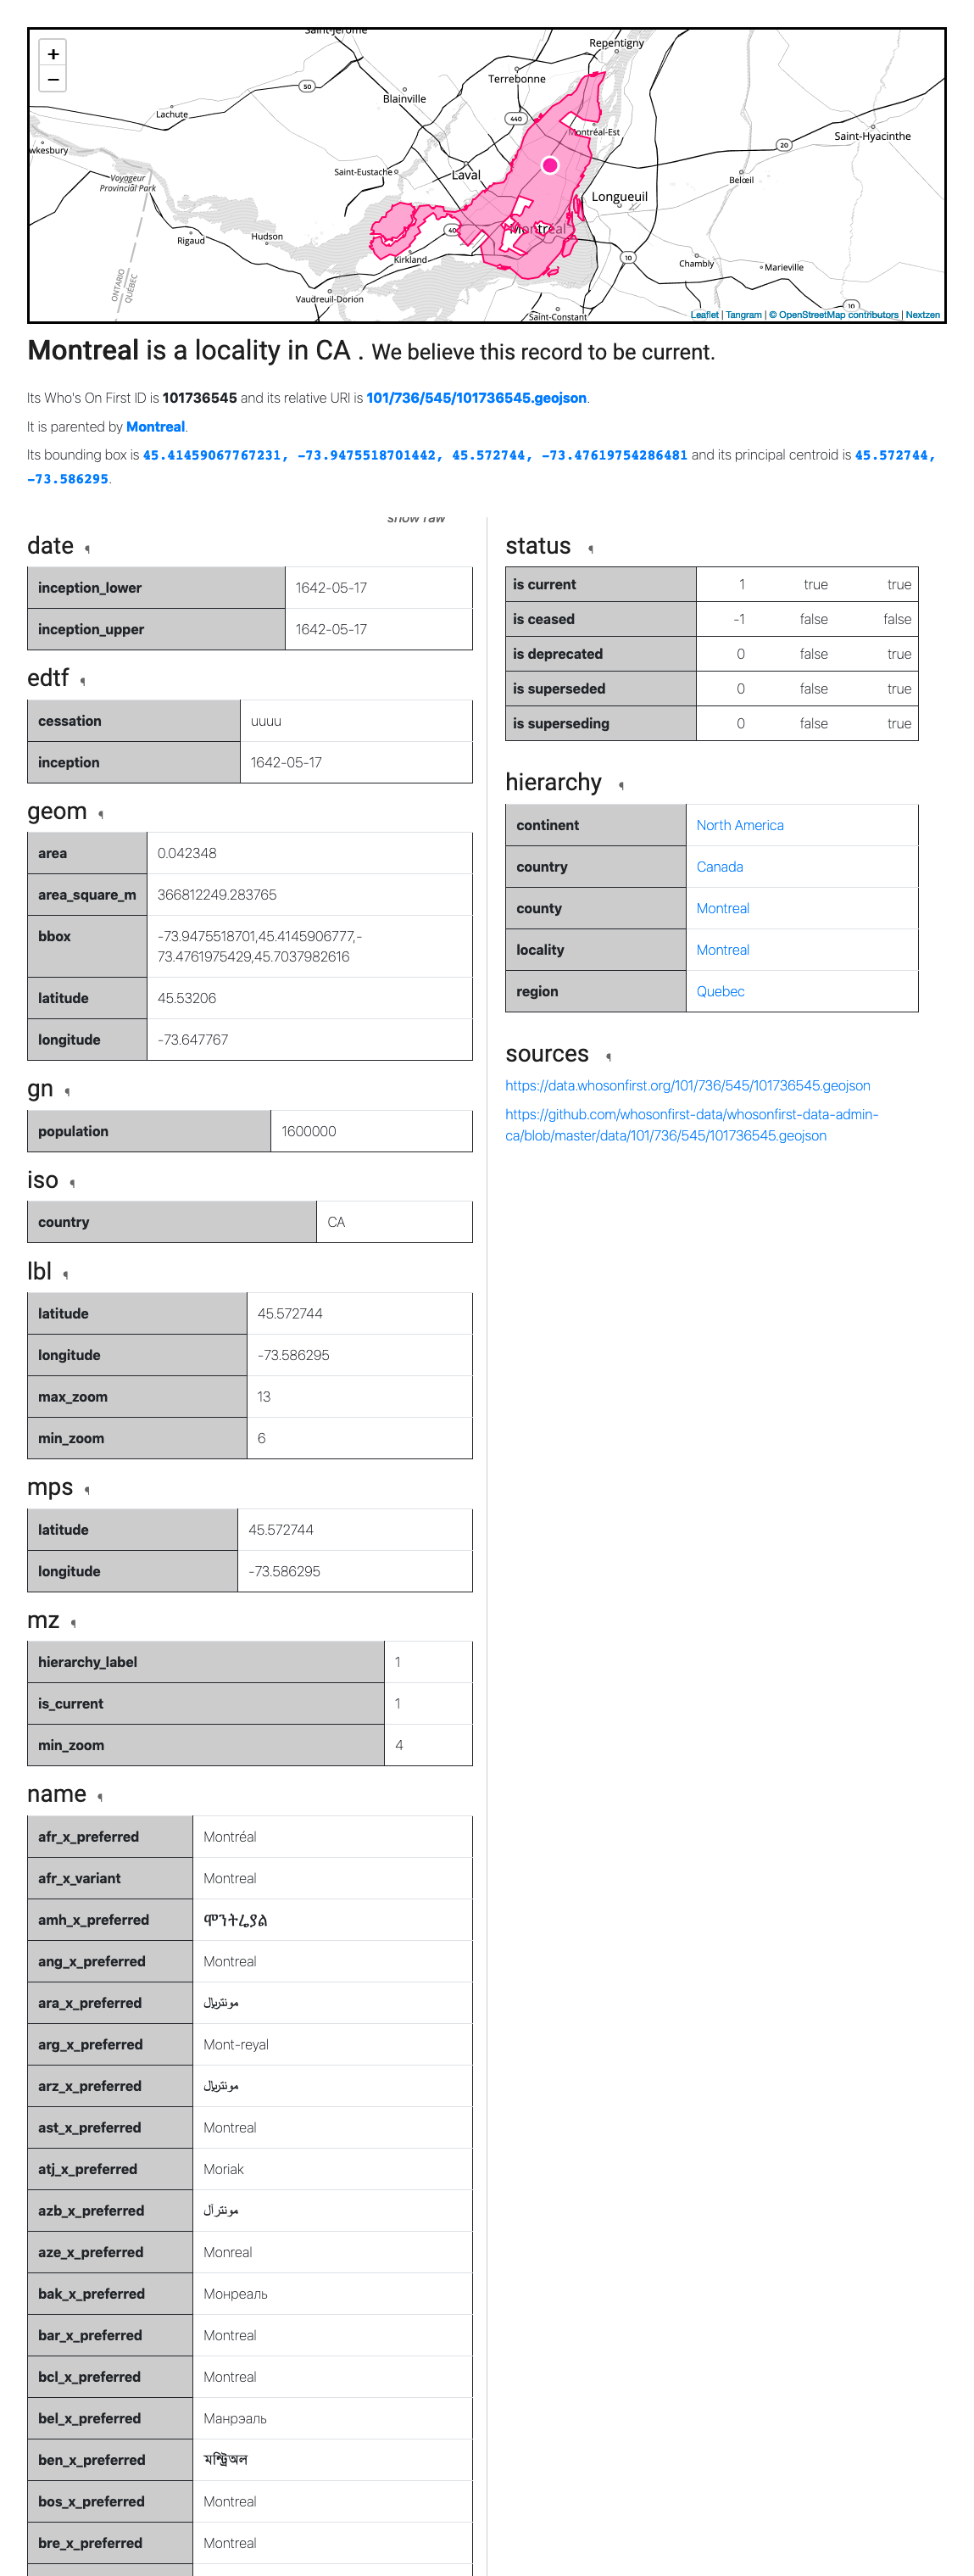 +
−
Saint-Jérôme
Repentigny
Terrebonne
50
Blainville
Lachute
440
Montréal-Est
Saint-Hyacinthe
20
wkesbury
Voyageur
Provincial Park
Saint-Eustache
Laval
Belœil
Longueuil
Montréal
40
Rigaud
Hudson
Kirkland
10
Chambly
Marieville
ONTARIO
QUÉBEC
Vaudreuil-Dorion
Saint-Constant
10
Leaflet | Tangram | © OpenStreetMap contributors | Nextzen
Montreal is a locality in CA . We believe this record to be current.
Its Who's On First ID is 101736545 and its relative URI is 101/736/545/101736545.geojson.
It is parented by Montreal.
Its bounding box is 45.41459067767231, -73.9475518701442, 45.572744, -73.47619754286481 and its principal centroid is 45.572744,
-73.586295.
show raw
date ¶
inception_lower 1642-05-17
inception_upper 1642-05-17
edtf ¶
cessation uuuu
inception 1642-05-17
geom ¶
area 0.042348
area_square_m 366812249.283765
bbox -73.9475518701,45.4145906777,-
73.4761975429,45.7037982616
latitude 45.53206
longitude -73.647767
gn ¶
population 1600000
iso ¶
country CA
lbl ¶
latitude 45.572744
longitude -73.586295
max_zoom 13
min_zoom 6
mps ¶
latitude 45.572744
longitude -73.586295
mz ¶
hierarchy_label 1
is_current 1
min_zoom 4
name ¶
afr_x_preferred Montréal
afr_x_variant Montreal
amh_x_preferred ሞንትሬያል
ang_x_preferred Montreal
ara_x_preferred مونتريال
arg_x_preferred Mont-reyal
arz_x_preferred مونتريال
ast_x_preferred Montreal
atj_x_preferred Moriak
azb_x_preferred مونترآل
aze_x_preferred Monreal
bak_x_preferred Монреаль
bar_x_preferred Montreal
bcl_x_preferred Montreal
bel_x_preferred Манрэаль
ben_x_preferred মন্ট্রিঅল
bos_x_preferred Montreal
bre_x_preferred Montreal
status ¶
is current 1 true true
is ceased -1 false false
is deprecated 0 false true
is superseded 0 false true
is superseding 0 false true
hierarchy ¶
continent North America
country Canada
county Montreal
locality Montreal
region Quebec
sources ¶
https://data.whosonfirst.org/101/736/545/101736545.geojson
https://github.com/whosonfirst-data/whosonfirst-data-admin-
ca/blob/master/data/101/736/545/101736545.geojson